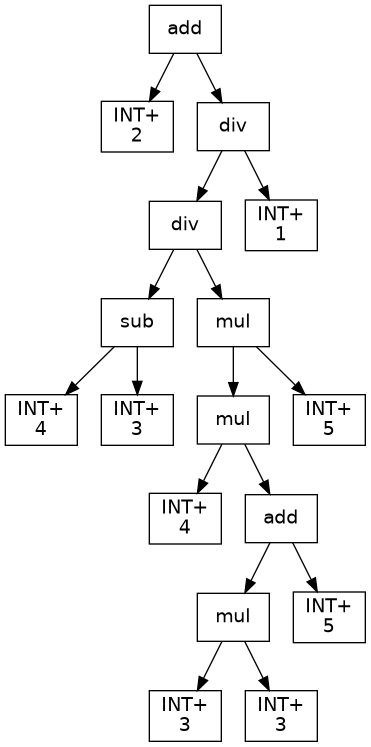 add
INT+
2
div
div
INT+
1
sub
mul
INT+
4
INT+
3
mul
INT+
5
INT+
4
add
mul
INT+
5
INT+
3
INT+
3